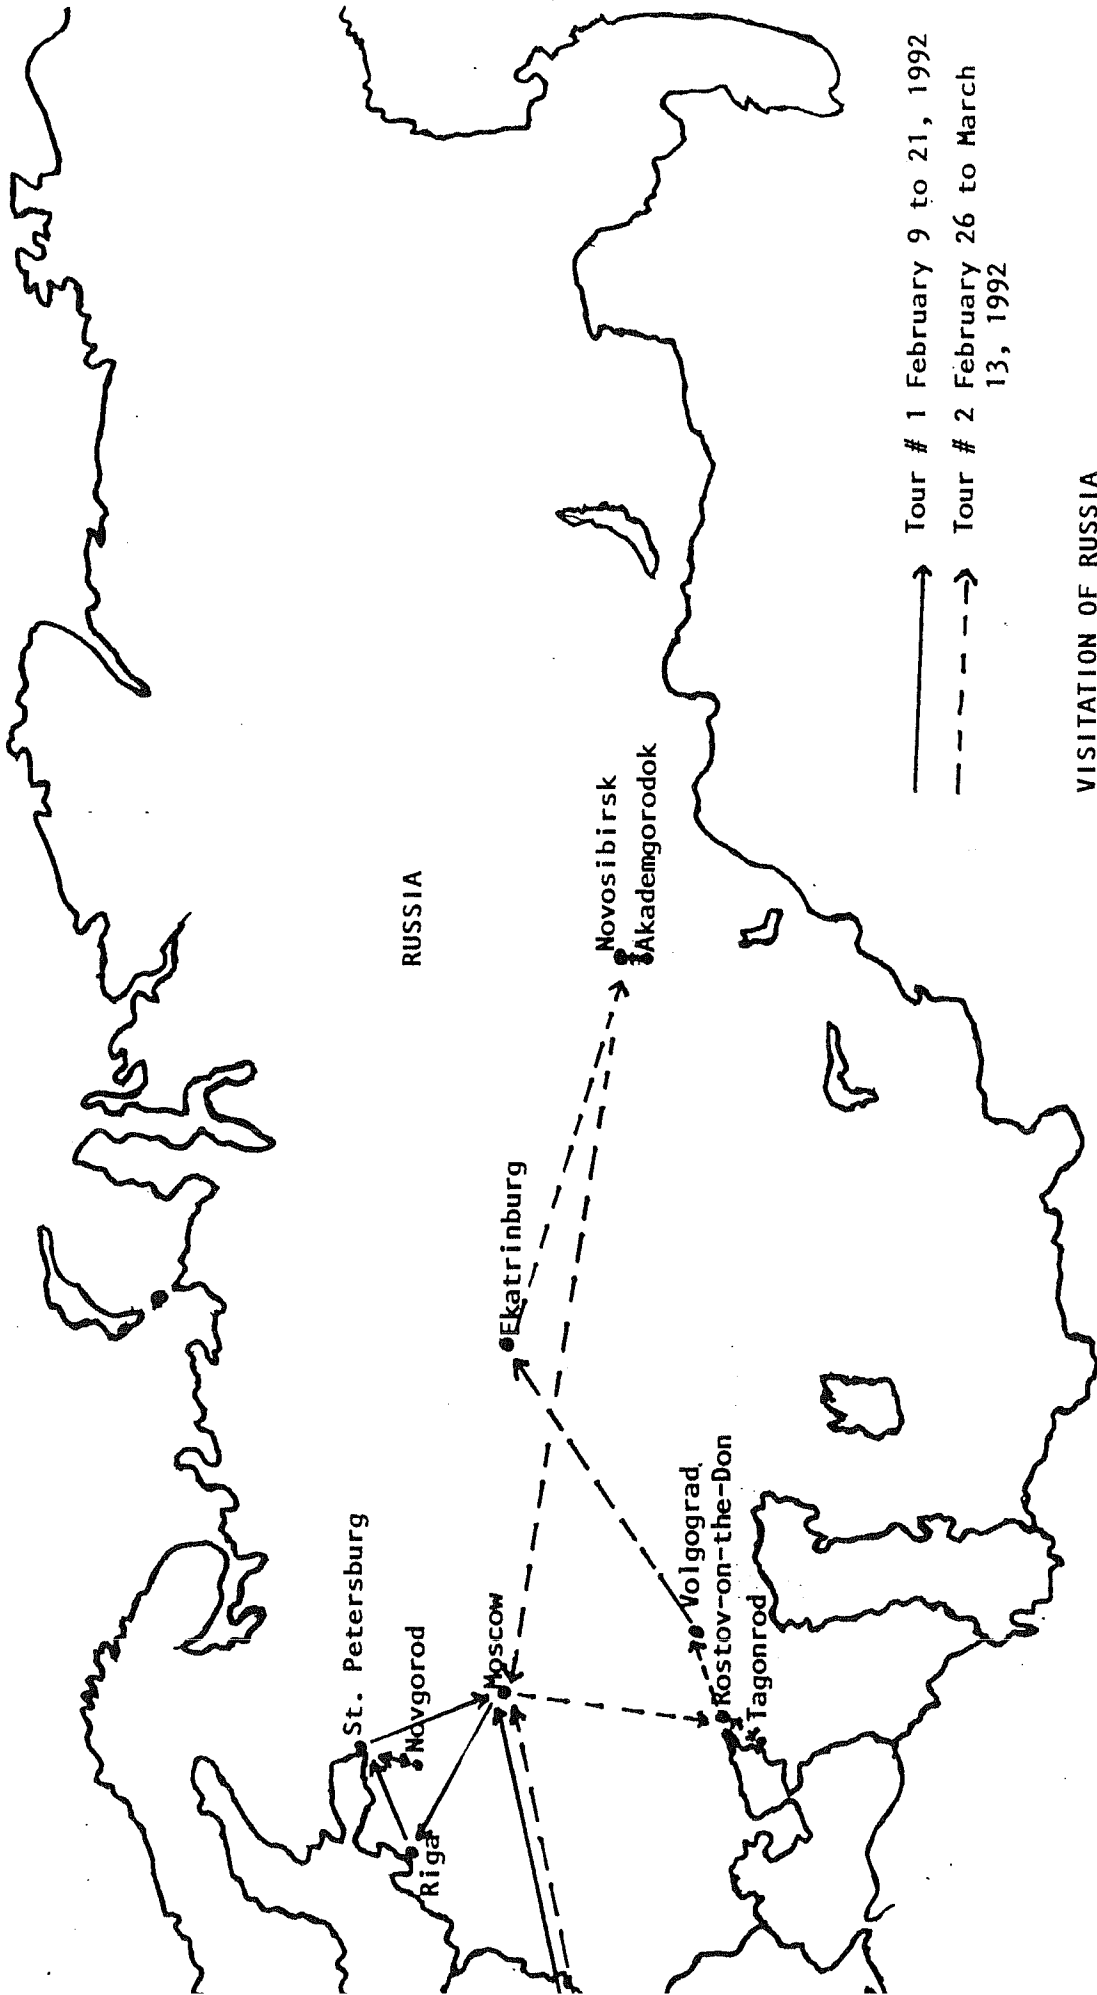 St. Petersburg
Novgorod
Riga
Moscow
RUSSIA
Ekatrinburg
Novosibirsk
Akademgorodok
Volgograd
Rostov-on-the-Don
Tagonrod
Tour # 1 February 9 to 21, 1992
Tour # 2 February 26 to March
13, 1992
VISITATION OF RUSSIA